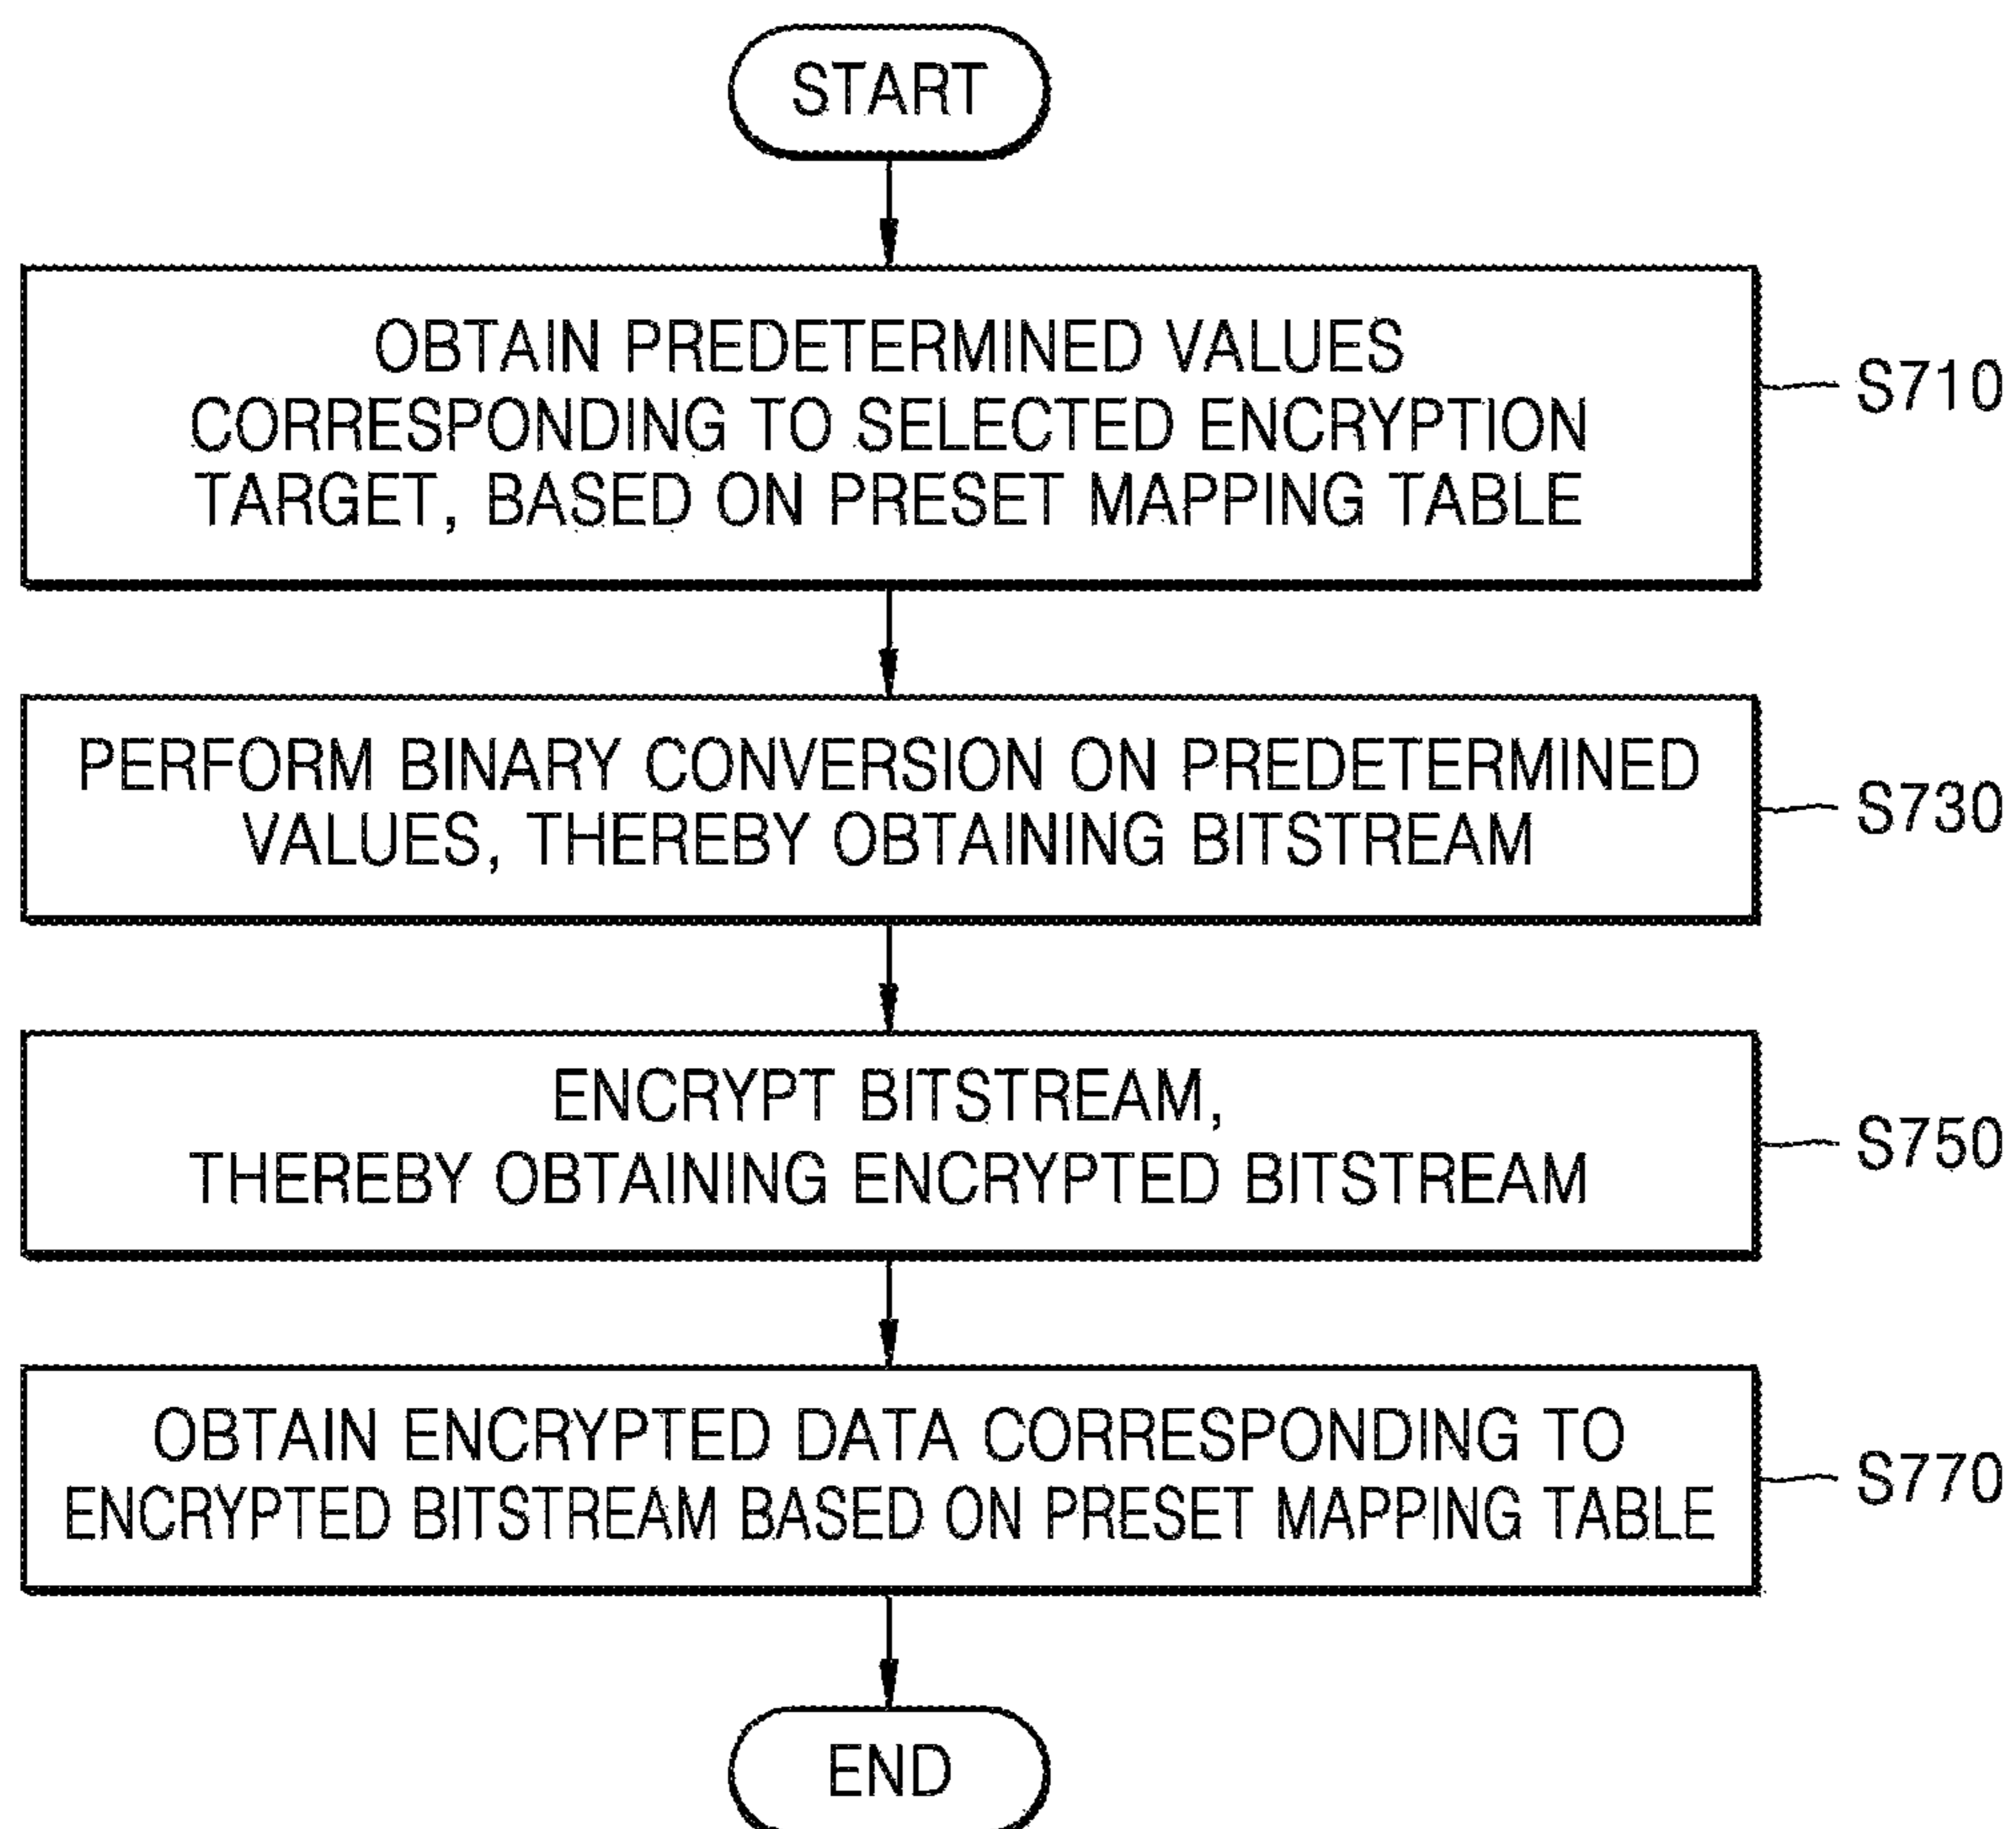 START
OBTAIN PREDETERMINED VALUES
CORRESPONDING TO SELECTED ENCRYPTION
TARGET, BASED ON PRESET MAPPING TABLE
S710
PERFORM BINARY CONVERSION ON PREDETERMINED
VALUES, THEREBY OBTAINING BITSTREAM
S730
ENCRYPT BITSTREAM,
THEREBY OBTAINING ENCRYPTED BITSTREAM
S750
OBTAIN ENCRYPTED DATA CORRESPONDING TO
ENCRYPTED BITSTREAM BASED ON PRESET MAPPING TABLE
S770
END